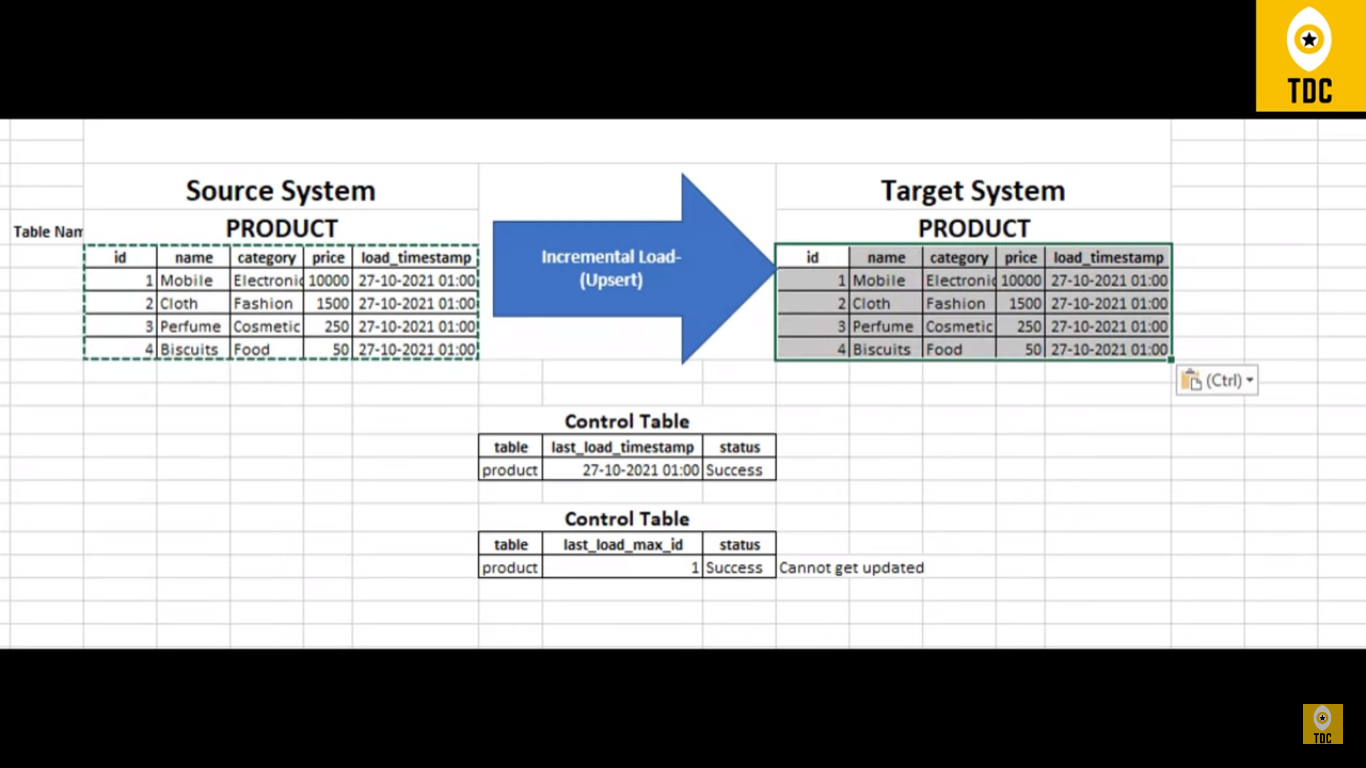 TDC
Source System
Target System
Table Nam
PRODUCT
PRODUCT
id name category price load_timestamp
1 Mobile Electronic 10000 27-10-2021 01:00
2 Cloth Fashion 1500 27-10-2021 01:00
3 Perfume Cosmetic 250 27-10-2021 01:00
4 Biscuits Food 50 27-10-2021 01:00
Incremental Load-
(Upsert)
id name category price load_timestamp
1 Mobile Electronic 10000 27-10-2021 01:00
2 Cloth Fashion 1500 27-10-2021 01:00
3 Perfume Cosmetic 250 27-10-2021 01:00
4 Biscuits Food 50 27-10-2021 01:00
(Ctrl)
Control Table
table last_load_timestamp status
product 27-10-2021 01:00 Success
Control Table
table last_load_max_id status
product 1 Success Cannot get updated
TDC